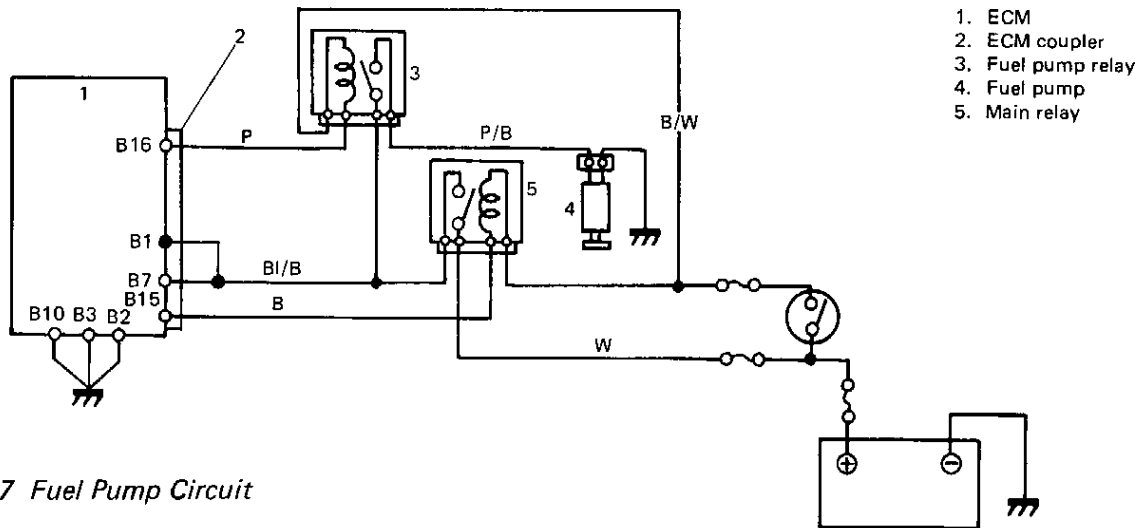 1. ECM
2. ECM coupler
3. Fuel pump relay
4. Fuel pump
5. Main relay
2
1
3
B16
P
P/B
B/W
5
4
B1
B7
Bl/B
B15
B
B10 B3 B2
W
+
−
7 Fuel Pump Circuit